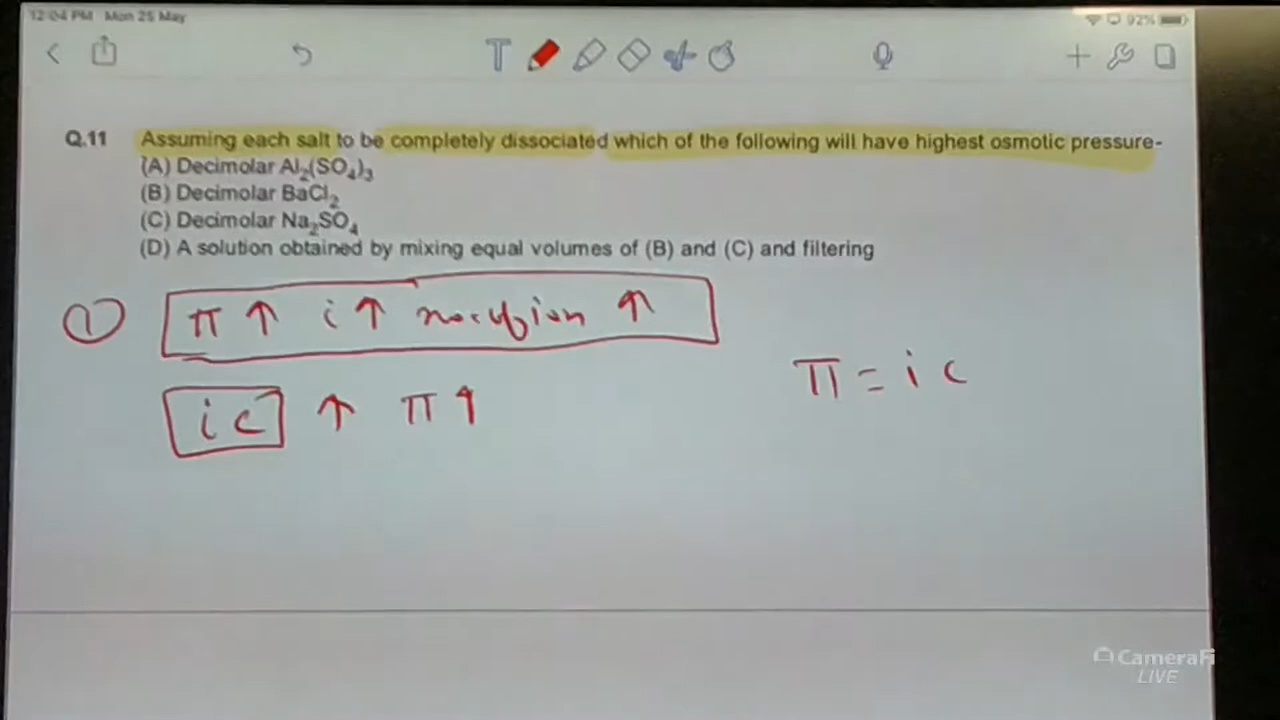 12:04 PM Mon 25 May
92%
Q.11 Assuming each salt to be completely dissociated which of the following will have highest osmotic pressure-
(A) Decimolar Al₂(SO₄)₃
(B) Decimolar BaCl₂
(C) Decimolar Na₂SO₄
(D) A solution obtained by mixing equal volumes of (B) and (C) and filtering
① π ↑ i ↑ no. of ion ↑
π = i c
i c ↑ π ↑
CameraFi
LIVE